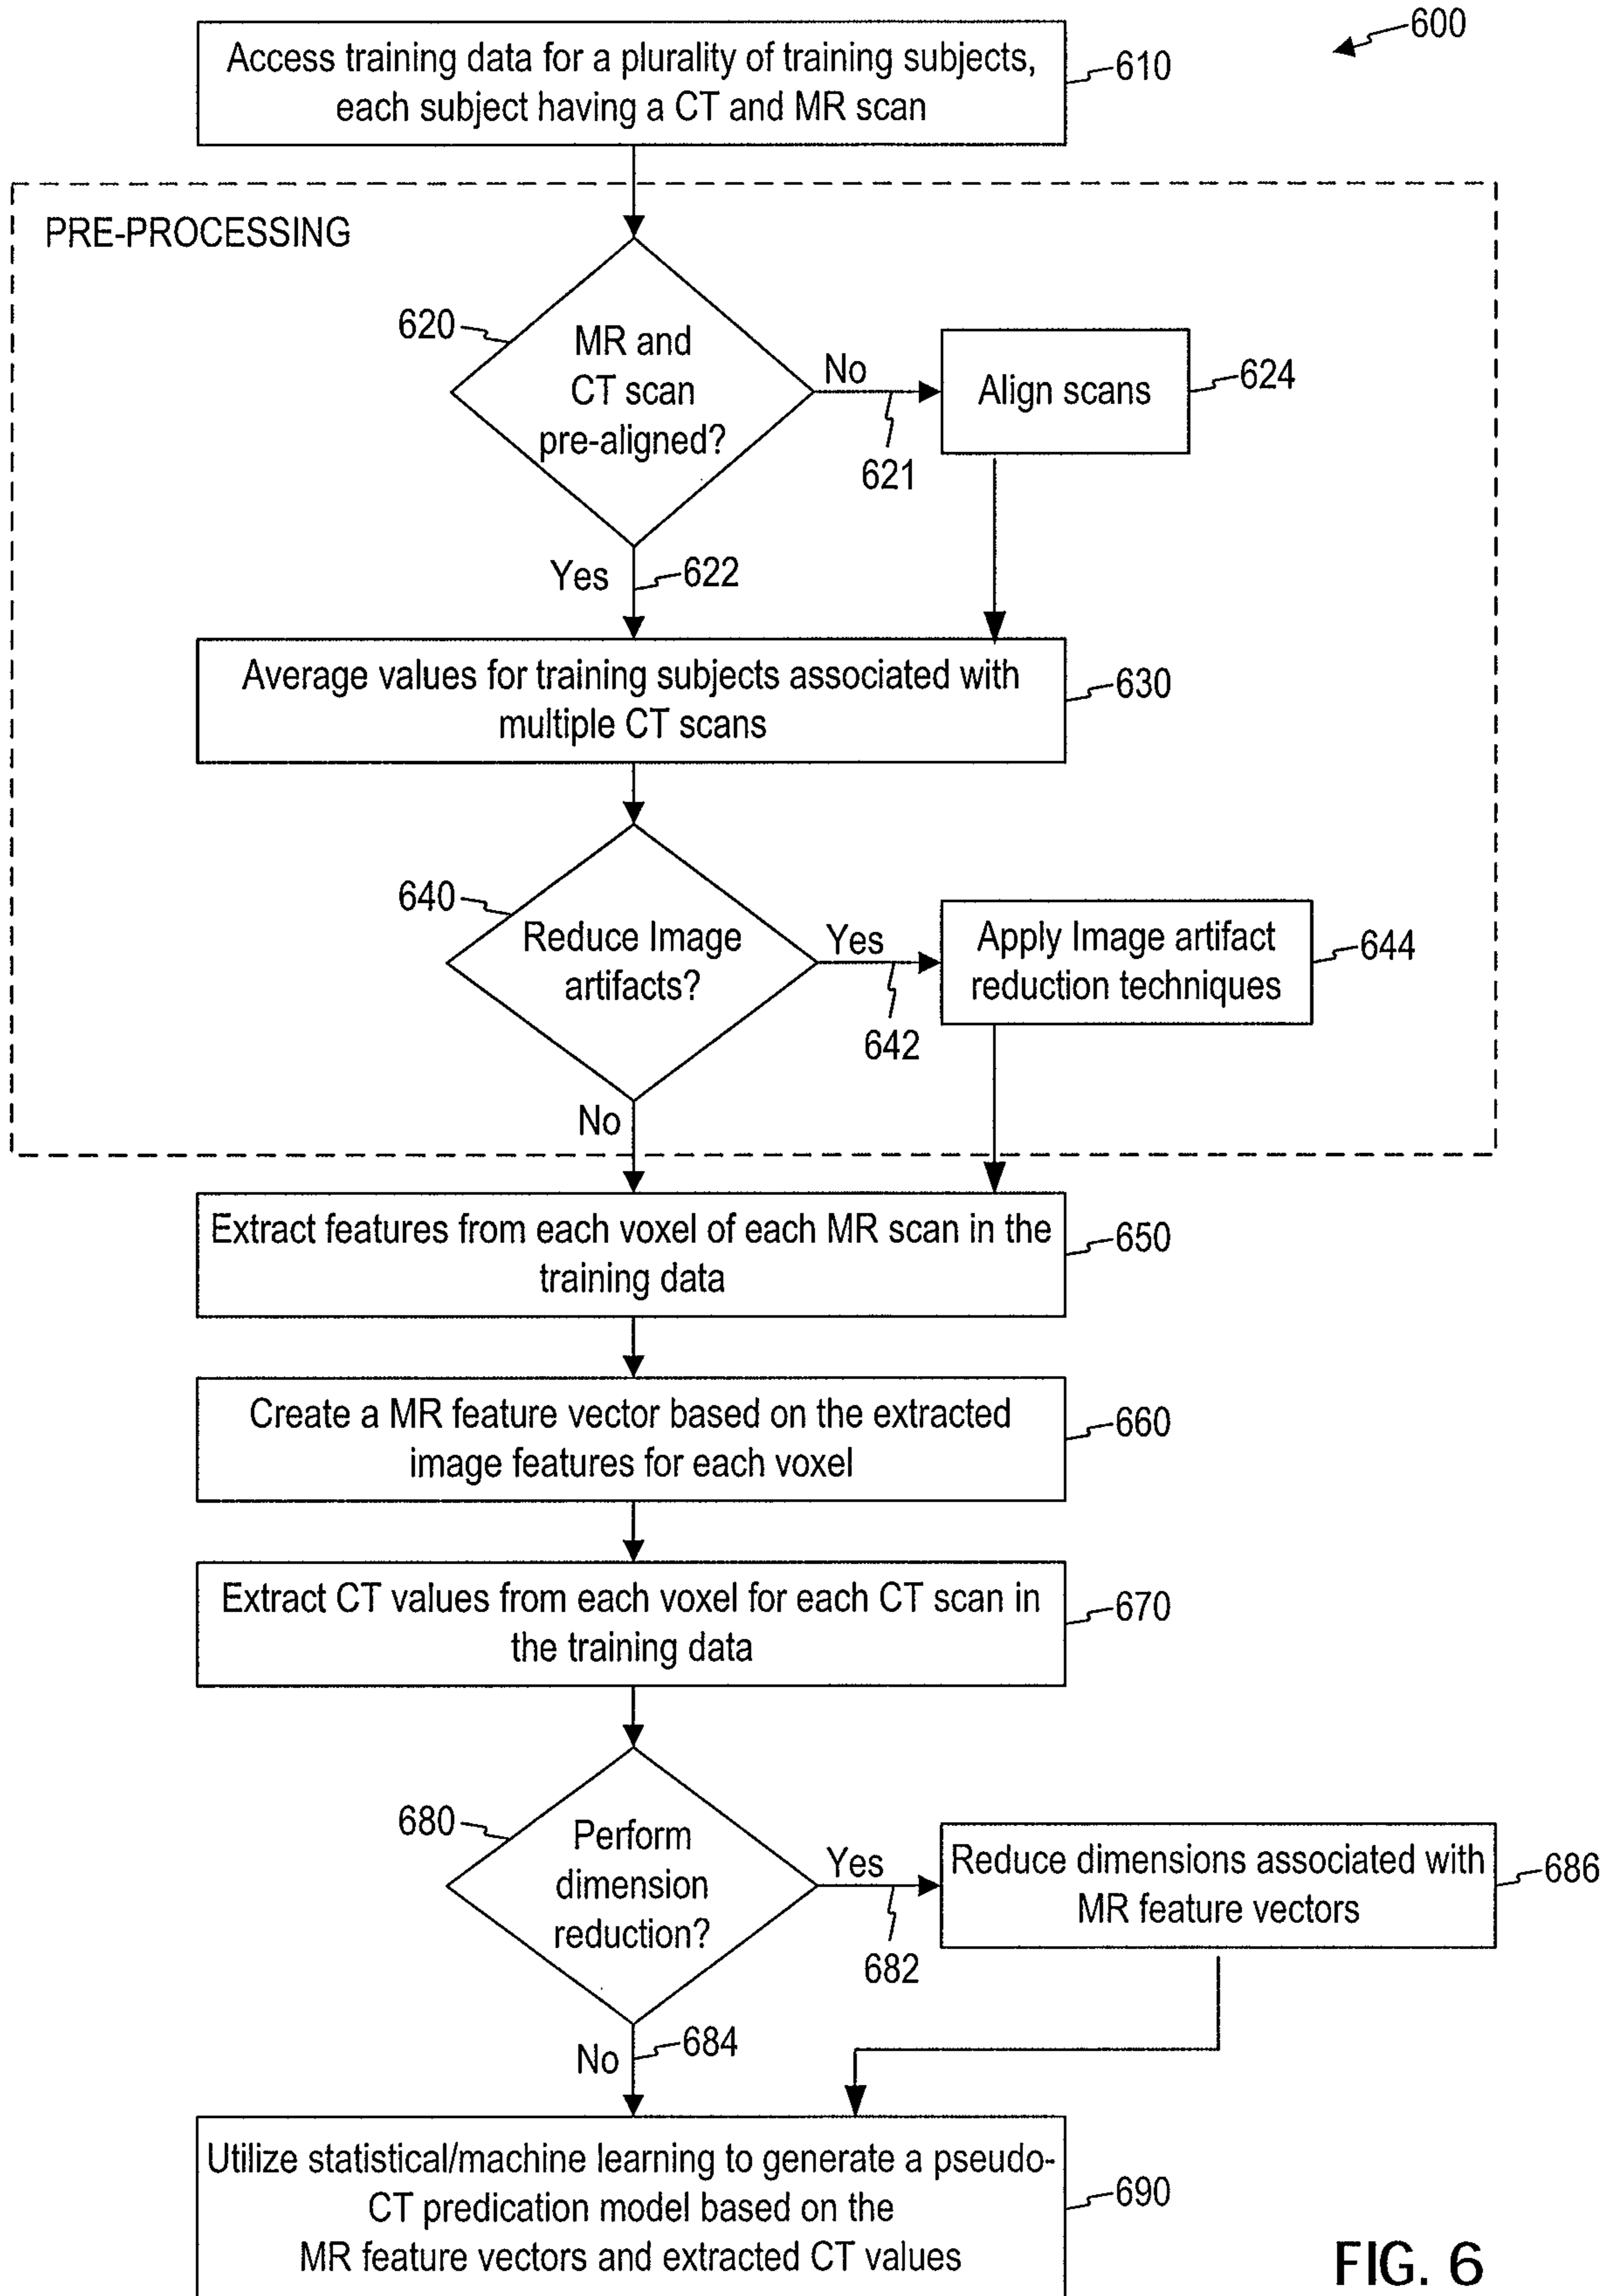 600
Access training data for a plurality of training subjects,
each subject having a CT and MR scan
610
PRE-PROCESSING
620
MR and
CT scan
pre-aligned?
No
621
Align scans
624
Yes
622
Average values for training subjects associated with
multiple CT scans
630
640
Reduce Image
artifacts?
Yes
642
Apply Image artifact
reduction techniques
644
No
Extract features from each voxel of each MR scan in the
training data
650
Create a MR feature vector based on the extracted
image features for each voxel
660
Extract CT values from each voxel for each CT scan in
the training data
670
680
Perform
dimension
reduction?
Yes
682
Reduce dimensions associated with
MR feature vectors
686
No
684
Utilize statistical/machine learning to generate a pseudo-
CT predication model based on the
MR feature vectors and extracted CT values
690
FIG. 6